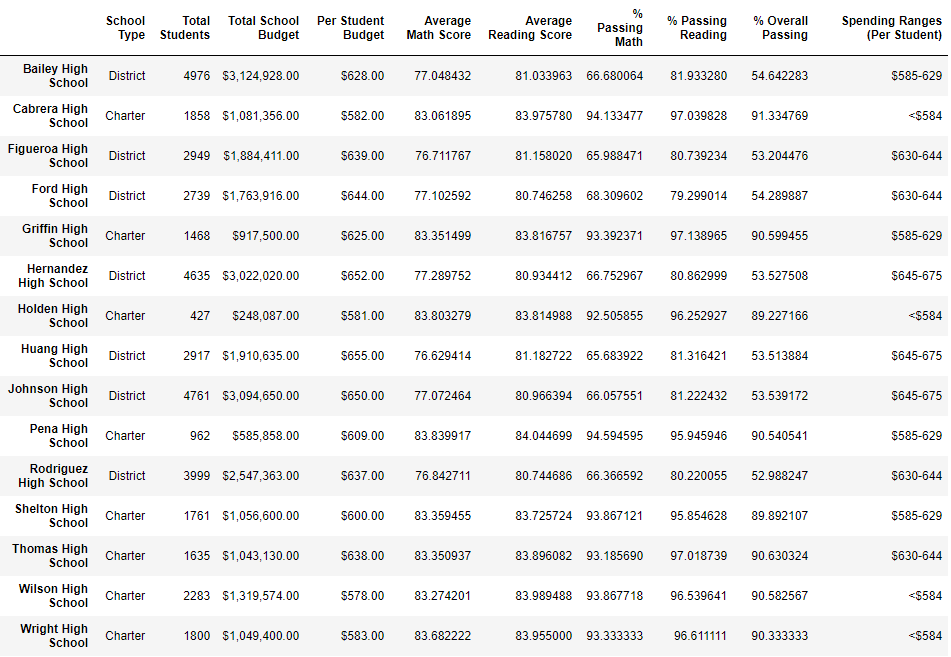 School Type Total Students Total School Budget Per Student Budget Average Math Score Average Reading Score % Passing Math % Passing Reading % Overall Passing Spending Ranges (Per Student)
Bailey High School District 4976 $3,124,928.00 $628.00 77.048432 81.033963 66.680064 81.933280 54.642283 $585-629
Cabrera High School Charter 1858 $1,081,356.00 $582.00 83.061895 83.975780 94.133477 97.039828 91.334769 <$584
Figueroa High School District 2949 $1,884,411.00 $639.00 76.711767 81.158020 65.988471 80.739234 53.204476 $630-644
Ford High School District 2739 $1,763,916.00 $644.00 77.102592 80.746258 68.309602 79.299014 54.289887 $630-644
Griffin High School Charter 1468 $917,500.00 $625.00 83.351499 83.816757 93.392371 97.138965 90.599455 $585-629
Hernandez High School District 4635 $3,022,020.00 $652.00 77.289752 80.934412 66.752967 80.862999 53.527508 $645-675
Holden High School Charter 427 $248,087.00 $581.00 83.803279 83.814988 92.505855 96.252927 89.227166 <$584
Huang High School District 2917 $1,910,635.00 $655.00 76.629414 81.182722 65.683922 81.316421 53.513884 $645-675
Johnson High School District 4761 $3,094,650.00 $650.00 77.072464 80.966394 66.057551 81.222432 53.539172 $645-675
Pena High School Charter 962 $585,858.00 $609.00 83.839917 84.044699 94.594595 95.945946 90.540541 $585-629
Rodriguez High School District 3999 $2,547,363.00 $637.00 76.842711 80.744686 66.366592 80.220055 52.988247 $630-644
Shelton High School Charter 1761 $1,056,600.00 $600.00 83.359455 83.725724 93.867121 95.854628 89.892107 $585-629
Thomas High School Charter 1635 $1,043,130.00 $638.00 83.350937 83.896082 93.185690 97.018739 90.630324 $630-644
Wilson High School Charter 2283 $1,319,574.00 $578.00 83.274201 83.989488 93.867718 96.539641 90.582567 <$584
Wright High School Charter 1800 $1,049,400.00 $583.00 83.682222 83.955000 93.333333 96.611111 90.333333 <$584